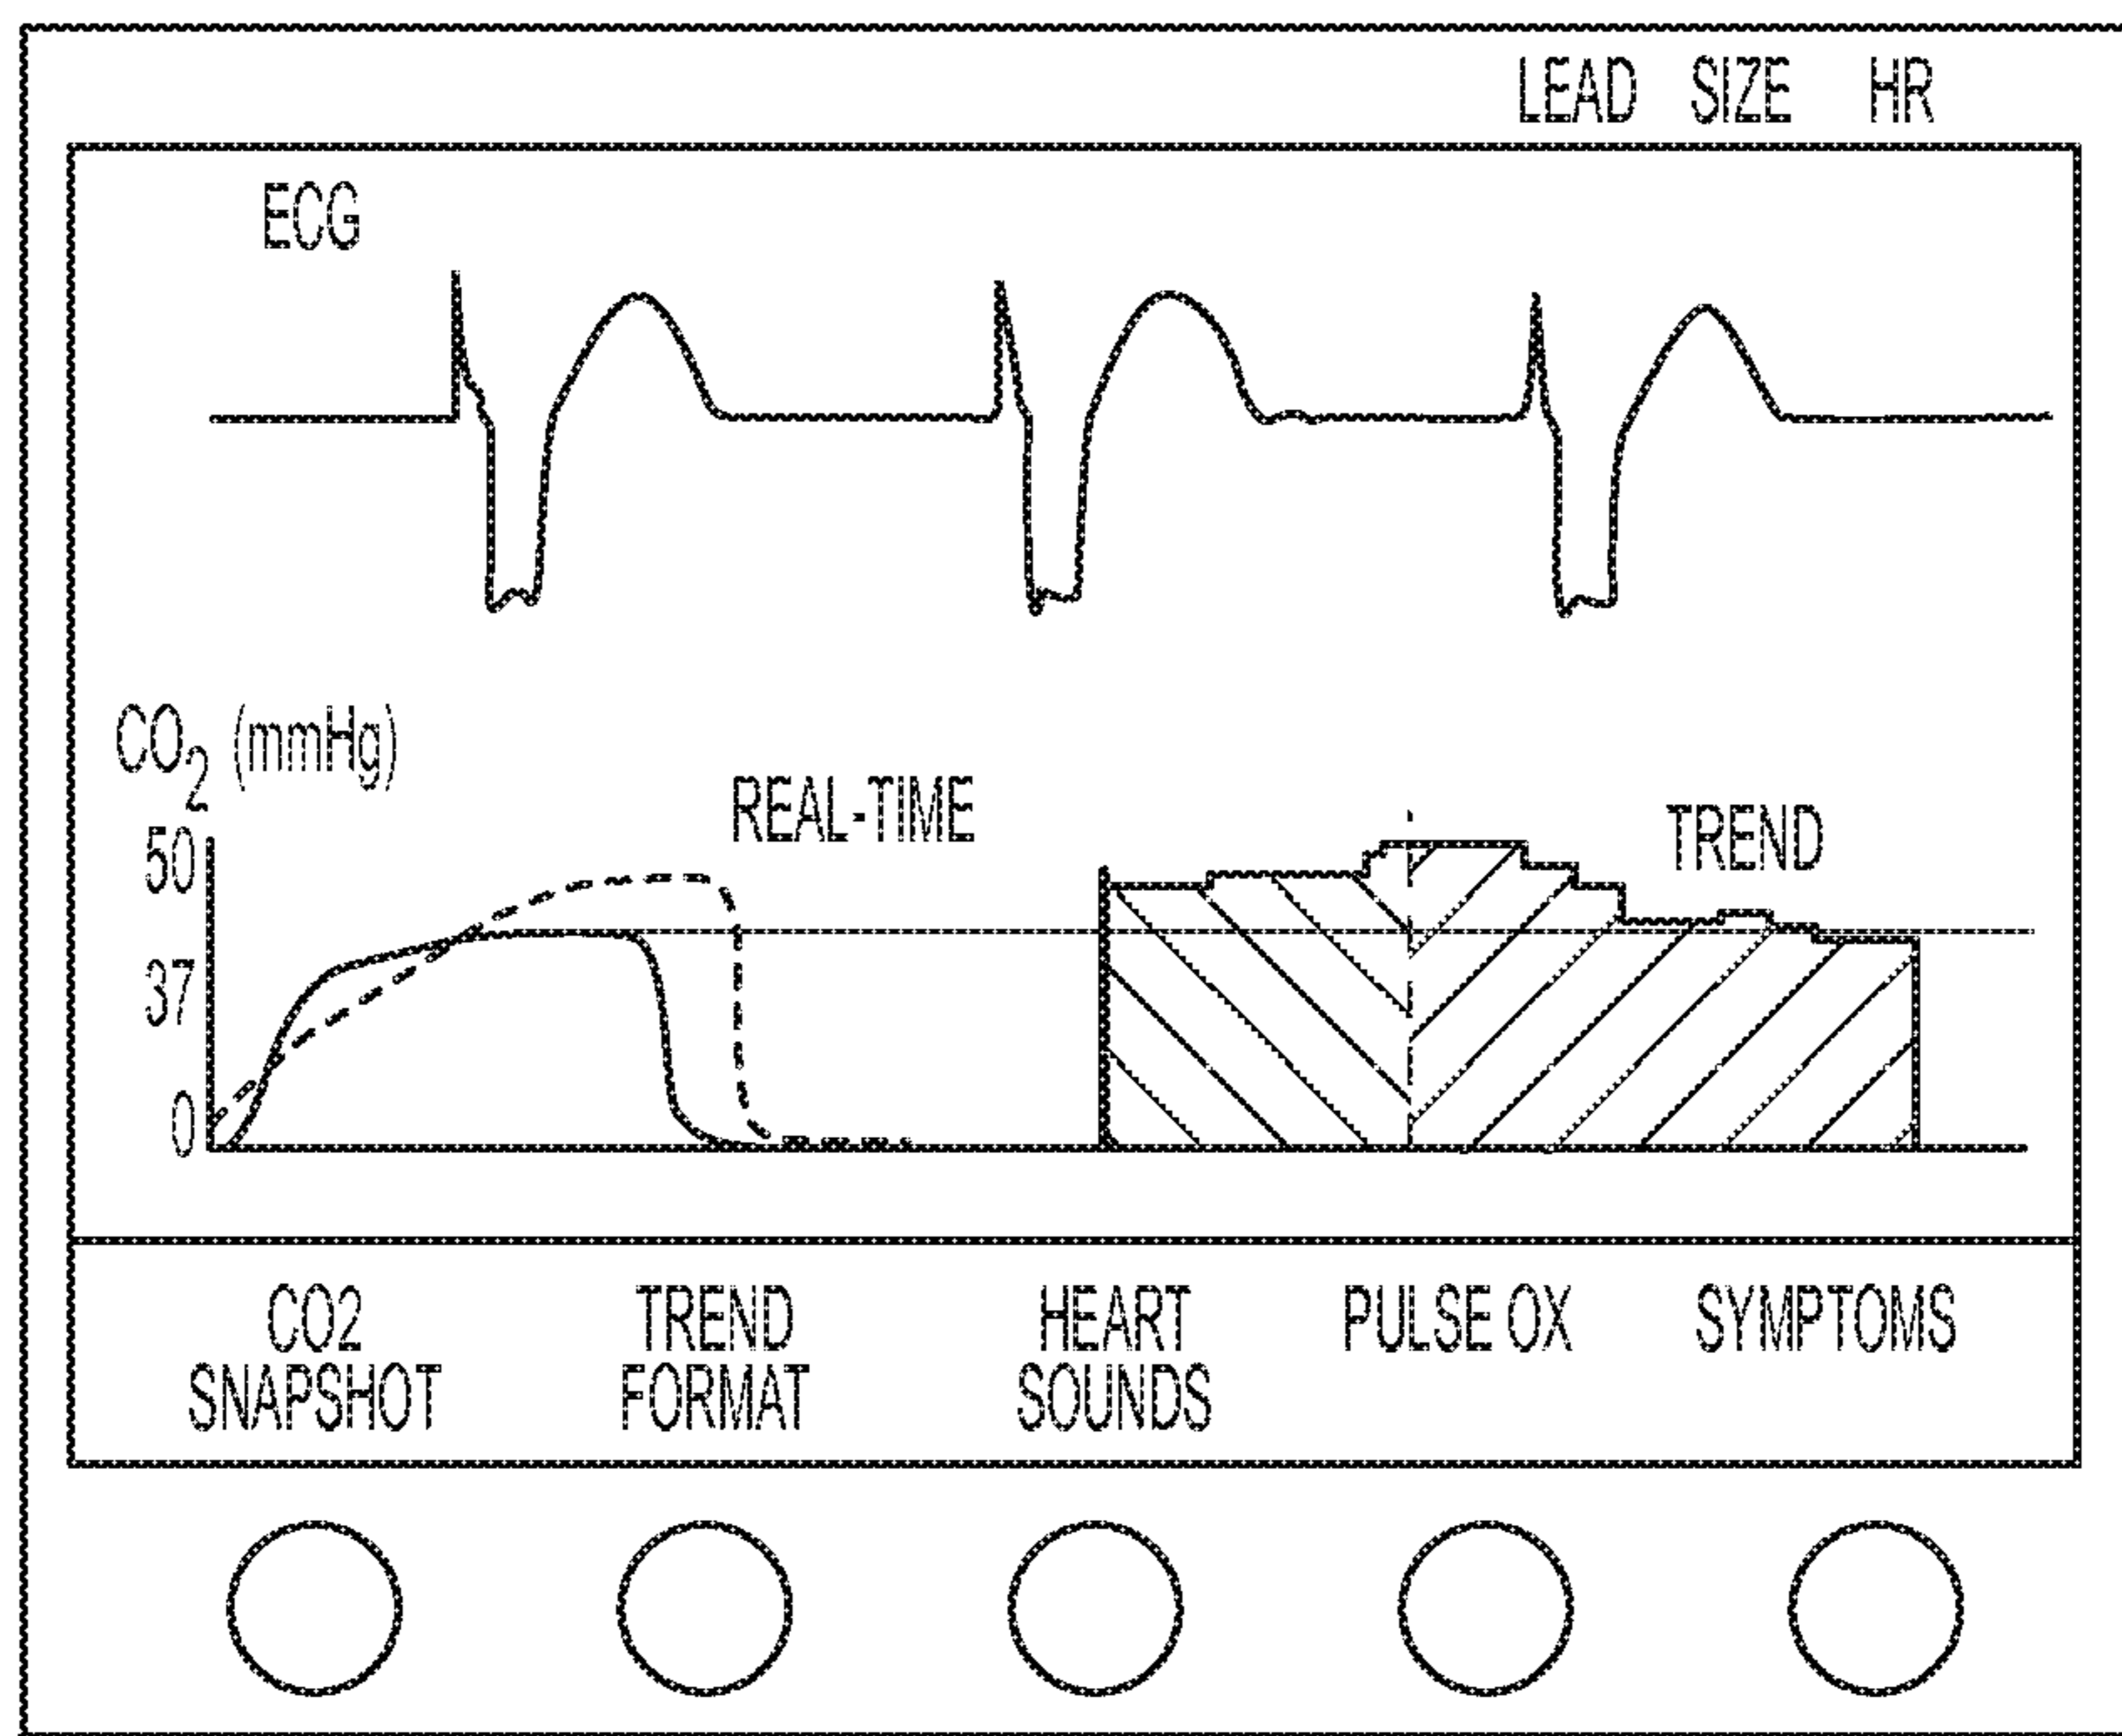 LEAD SIZE HR
ECG
CO₂ (mmHg)
REAL-TIME
TREND
50
37
0
CO2 SNAPSHOT
TREND FORMAT
HEART SOUNDS
PULSE OX
SYMPTOMS